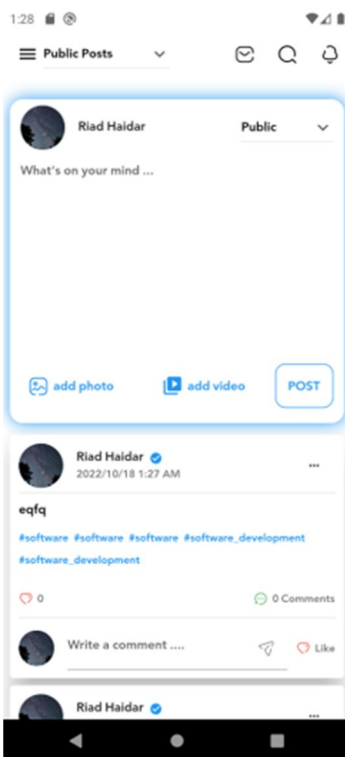 1:28
Public Posts
Riad Haidar
Public
What's on your mind ...
add photo
add video
POST
Riad Haidar
2022/10/18 1:27 AM
eqfq
#software #software #software #software_development
#software_development
0
0 Comments
Write a comment ....
Like
Riad Haidar